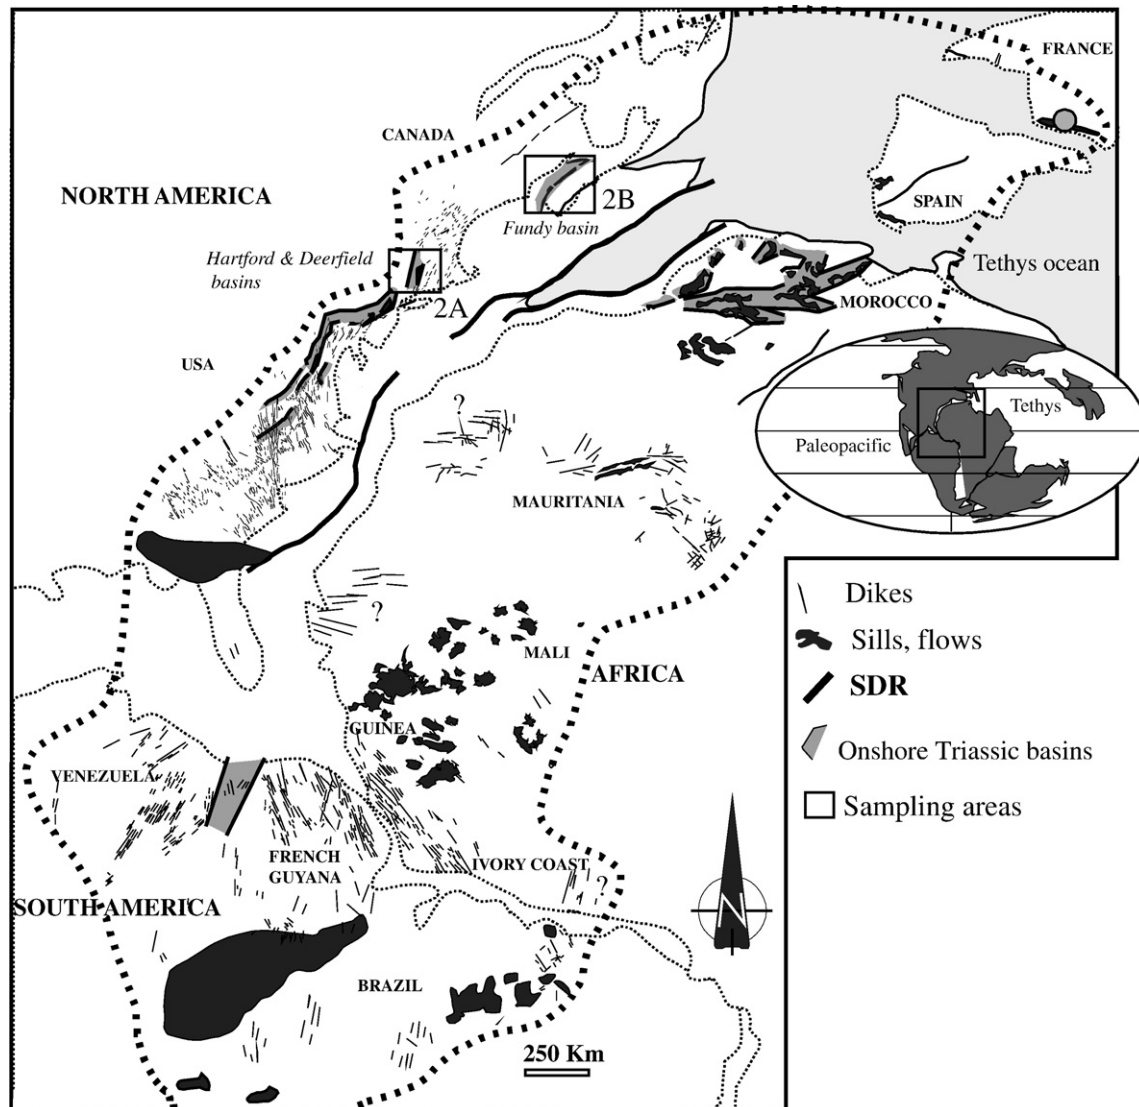 FRANCE
CANADA
NORTH AMERICA
2B
SPAIN
Fundy basin
Hartford & Deerfield
basins
Tethys ocean
MOROCCO
2A
USA
?
Tethys
Paleopacific
MAURITANIA
?
MALI
AFRICA
GUINEA
VENEZUELA
FRENCH
GUYANA
IVORY COAST
?
SOUTH AMERICA
BRAZIL
250 Km
N
Dikes
Sills, flows
SDR
Onshore Triassic basins
Sampling areas